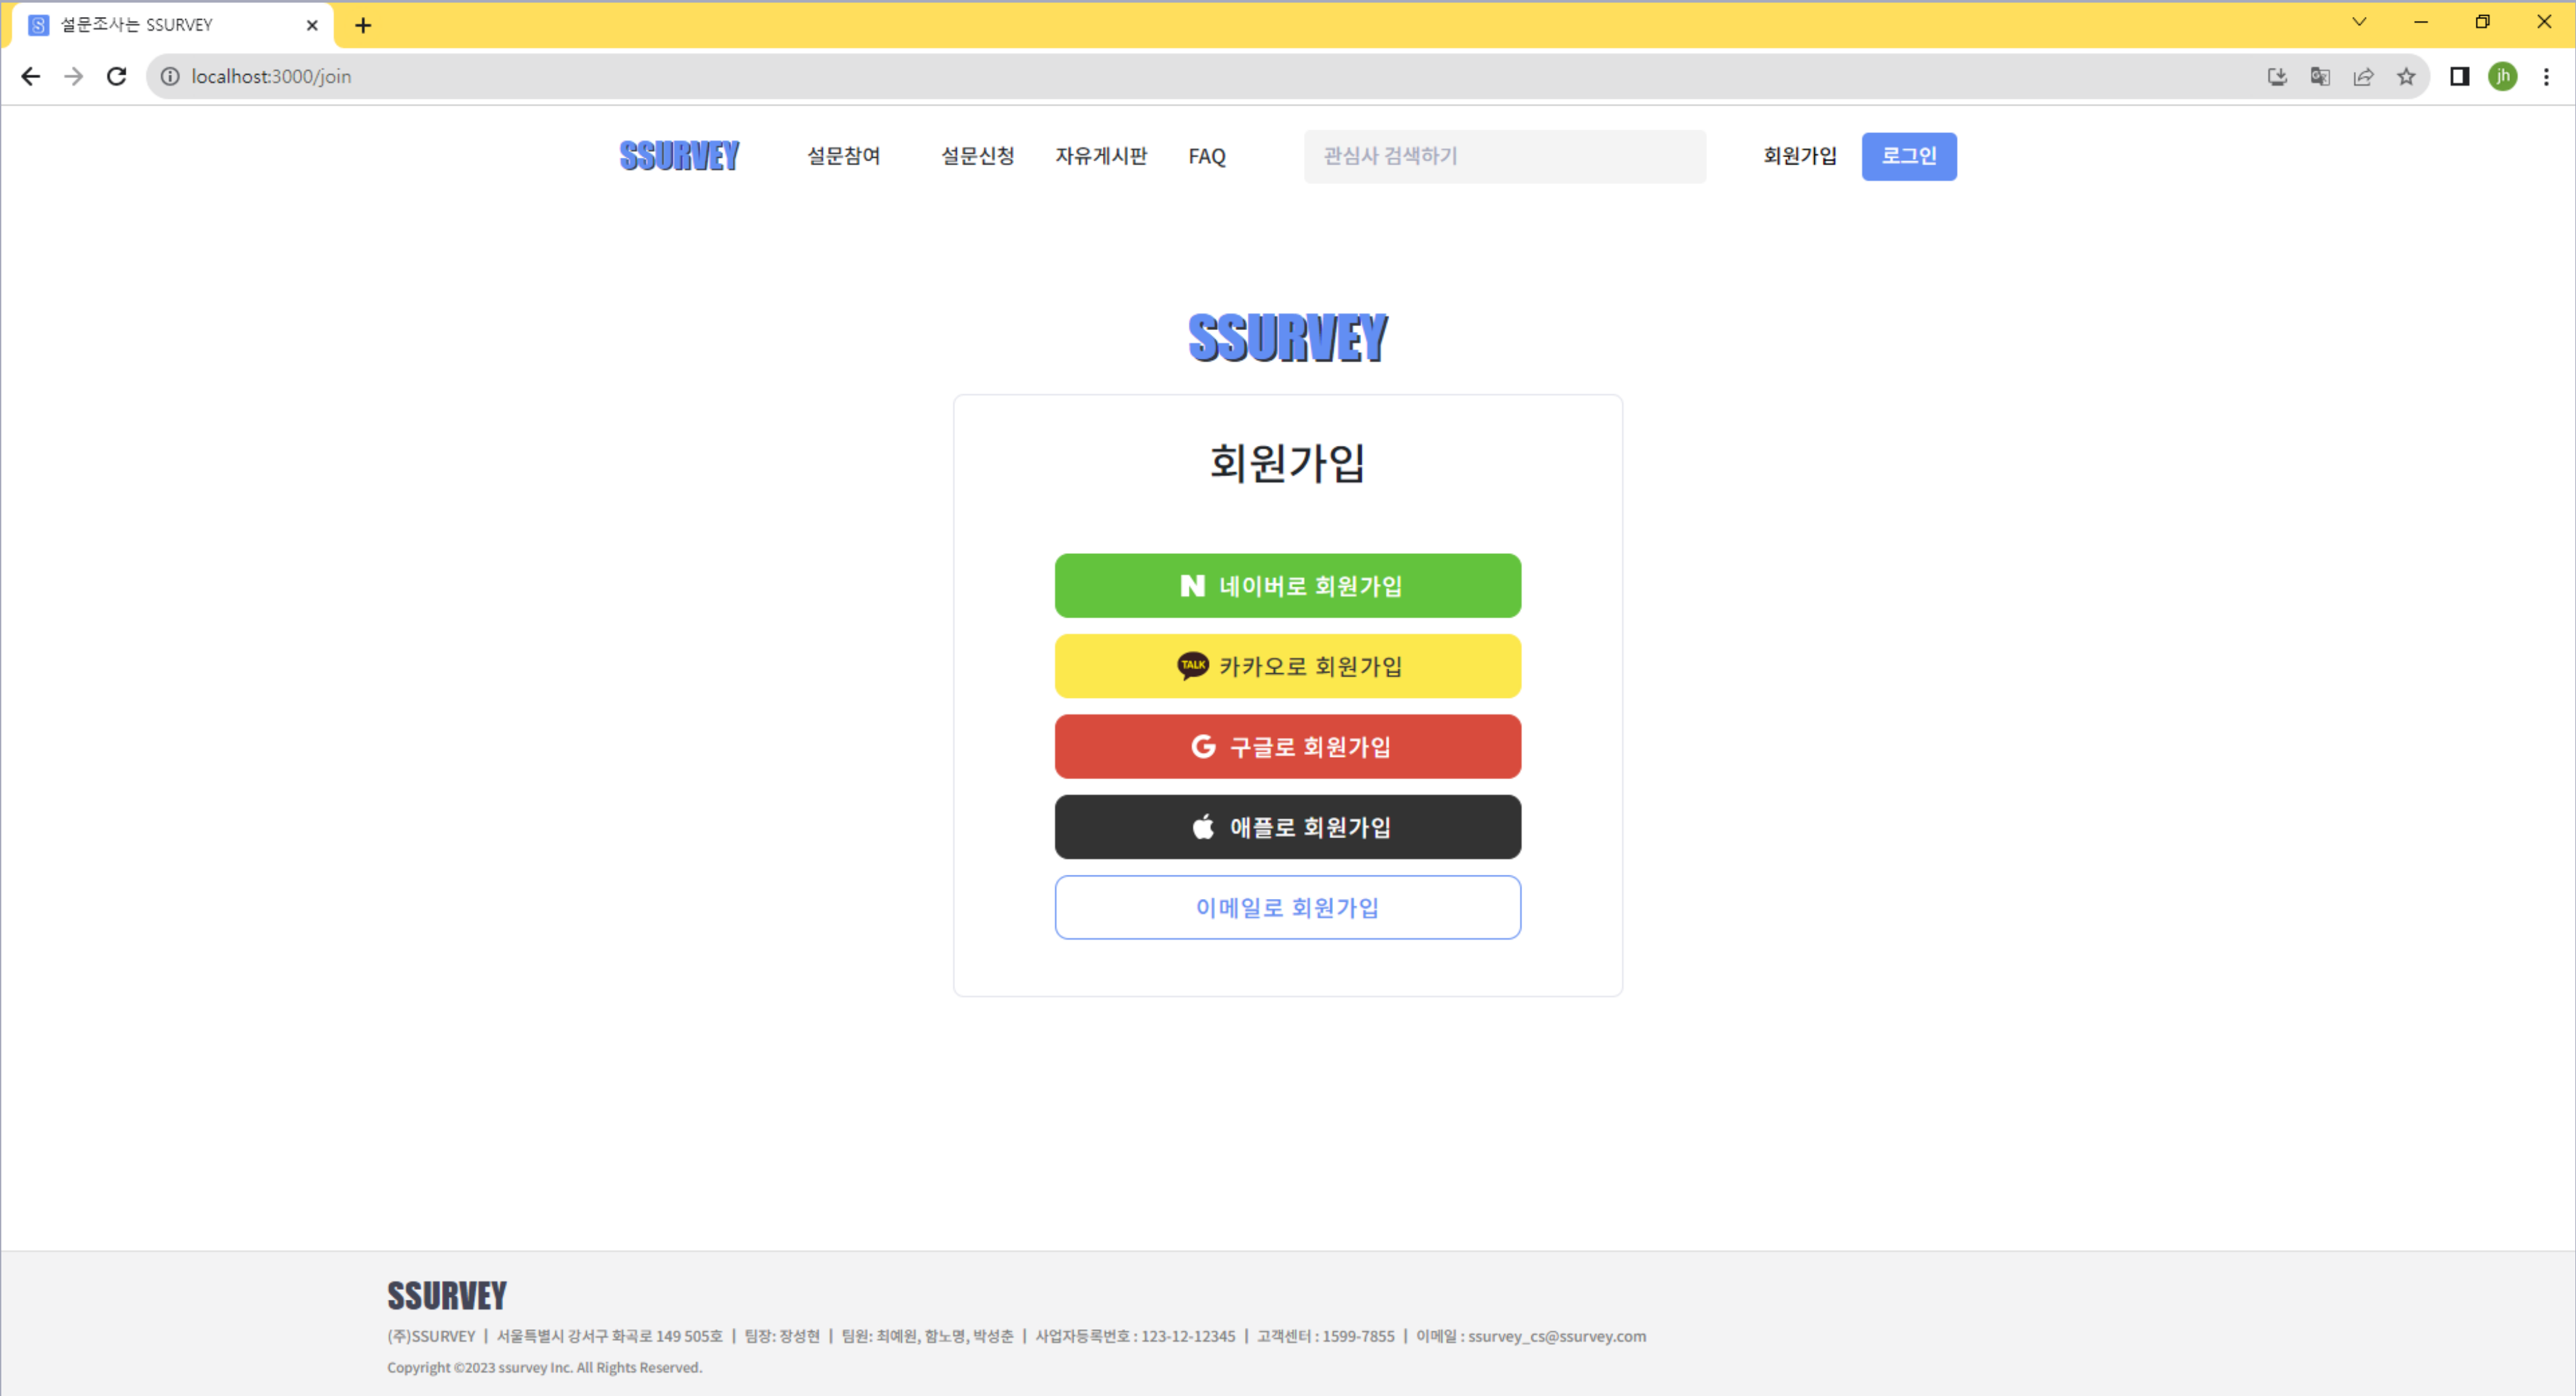 설문조사는 SSURVEY
localhost:3000/join
jh
SSURVEY 설문참여 설문신청 자유게시판 FAQ 관심사 검색하기 회원가입 로그인
SSURVEY
회원가입
N 네이버로 회원가입
TALK 카카오로 회원가입
G 구글로 회원가입
애플로 회원가입
이메일로 회원가입
SSURVEY
(주)SSURVEY | 서울특별시 강서구 화곡로 149 505호 | 팀장: 장성현 | 팀원: 최예원, 함노명, 박성춘 | 사업자등록번호 : 123-12-12345 | 고객센터 : 1599-7855 | 이메일 : ssurvey_cs@ssurvey.com
Copyright ©2023 ssurvey Inc. All Rights Reserved.